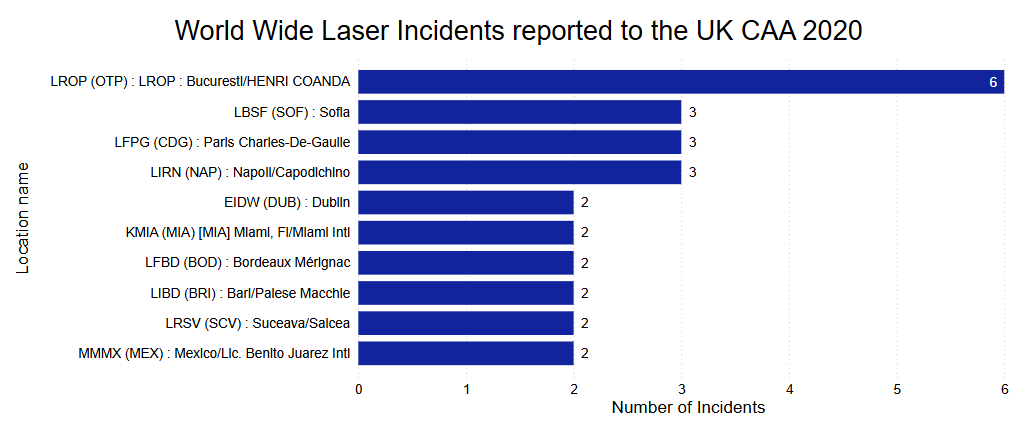 World Wide Laser Incidents reported to the UK CAA 2020
Location name
LROP (OTP) : LROP : Bucuresti/HENRI COANDA
6
LBSF (SOF) : Sofia
3
LFPG (CDG) : Paris Charles-De-Gaulle
3
LIRN (NAP) : Napoli/Capodichino
3
EIDW (DUB) : Dublin
2
KMIA (MIA) [MIA] Miami, Fl/Miami Intl
2
LFBD (BOD) : Bordeaux Mérignac
2
LIBD (BRI) : Bari/Palese Macchie
2
LRSV (SCV) : Suceava/Salcea
2
MMMX (MEX) : Mexico/Lic. Benito Juarez Intl
2
0 1 2 3 4 5 6
Number of Incidents